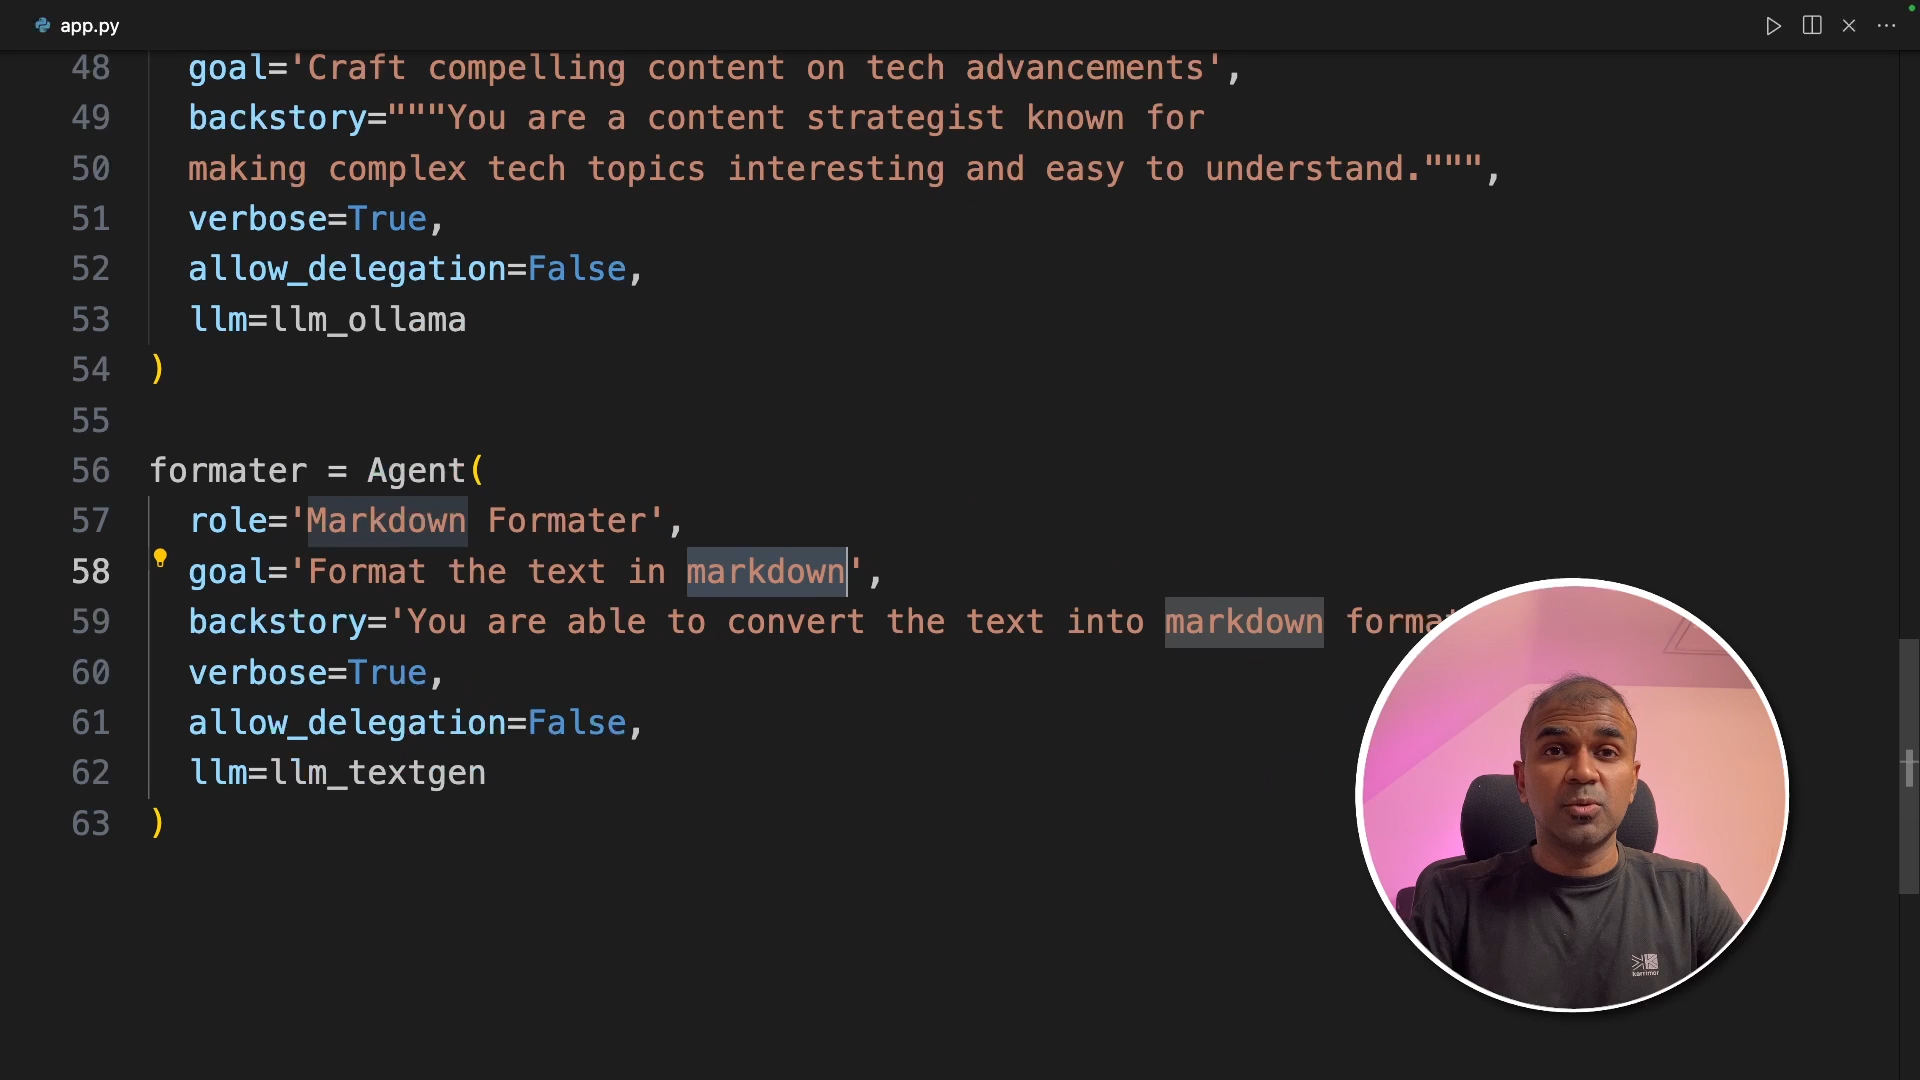 app.py
48 goal='Craft compelling content on tech advancements',
49 backstory="""You are a content strategist known for
50 making complex tech topics interesting and easy to understand.""",
51 verbose=True,
52 allow_delegation=False,
53 llm=llm_ollama
54 )
55
56 formater = Agent(
57 role='Markdown Formater',
58 goal='Format the text in markdown',
59 backstory='You are able to convert the text into markdown format
60 verbose=True,
61 allow_delegation=False,
62 llm=llm_textgen
63 )
karrimor